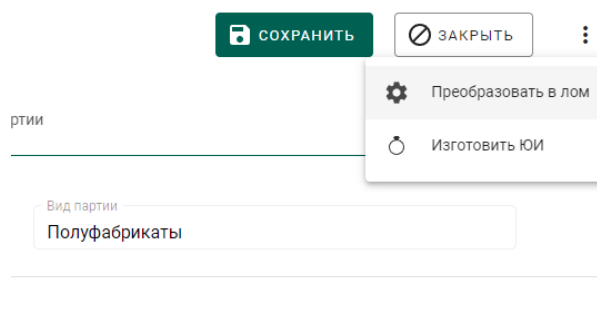 СОХРАНИТЬ
ЗАКРЫТЬ
Преобразовать в лом
ртии
Изготовить ЮИ
Вид партии
Полуфабрикаты